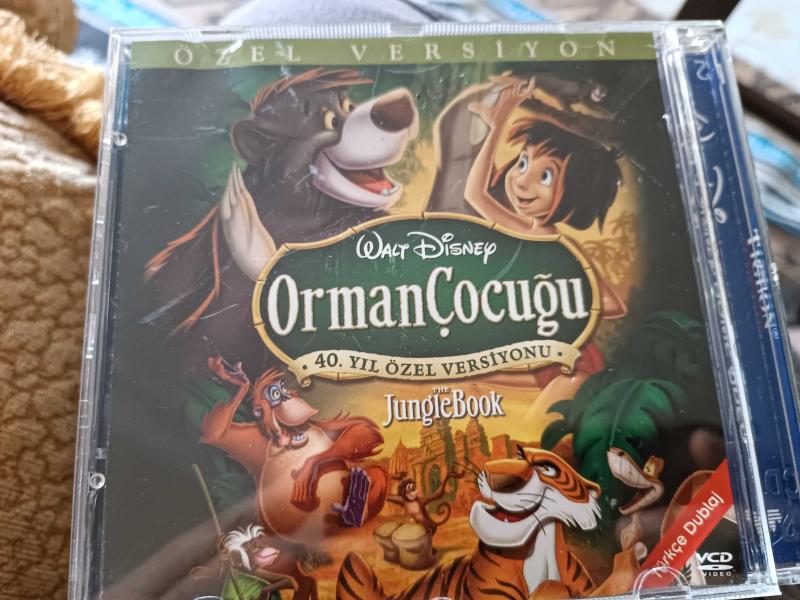 ÖZEL VERSİYON
WALT DISNEY
OrmanÇocuğu
40. YIL ÖZEL VERSİYONU
THE
JungleBook
Türkçe Dublaj
VCD
VIDEO